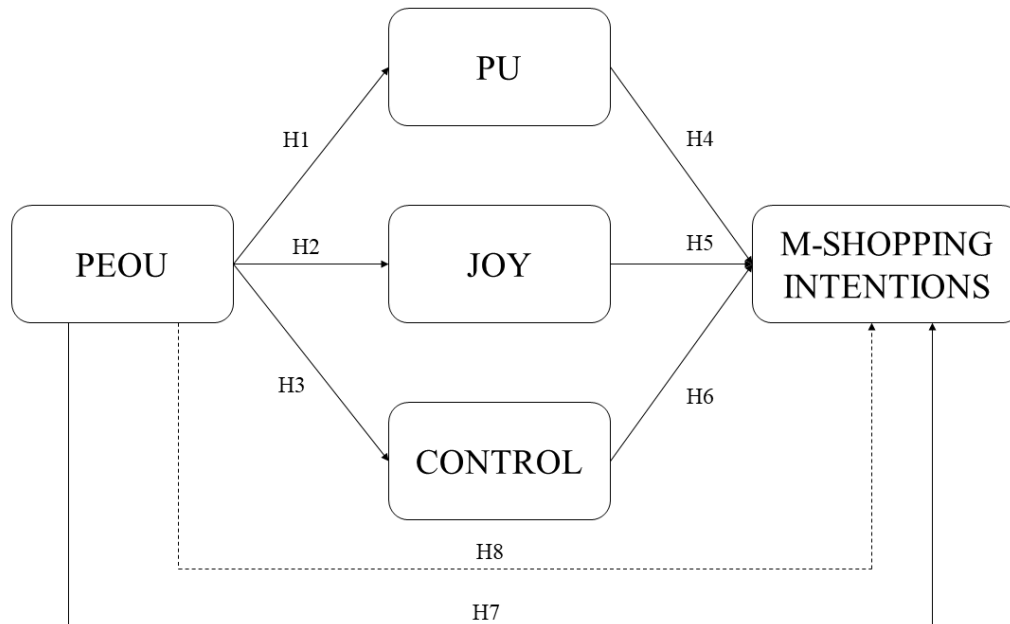 PU
H1
H4
PEOU
H2
JOY
H5
M-SHOPPING
INTENTIONS
H3
H6
CONTROL
H8
H7